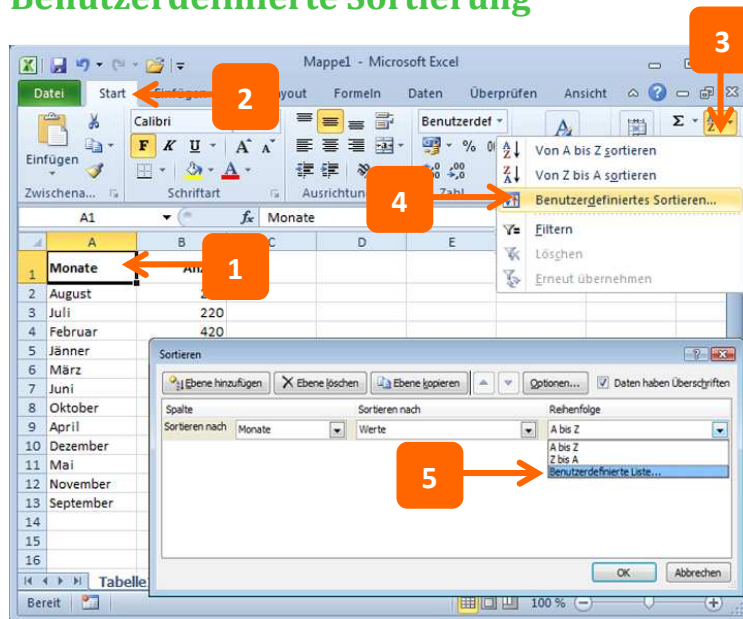 Benutzerdefinierte Sortierung
3
Mappe1 - Microsoft Excel
Datei Start 2 Formeln Daten Überprüfen Ansicht
Calibri Benutzerdef
F K U A A
Einfügen
Zwischena... Schriftart
4
Von A bis Z sortieren
Von Z bis A sortieren
Benutzerdefiniertes Sortieren...
Filtern
Löschen
Erneut übernehmen
A1 fx Monate
A B C D E
1 Monate 1
2 August
3 Juli 220
4 Februar 420
5 Jänner
6 März
7 Juni
8 Oktober
9 April
10 Dezember
11 Mai
12 November
13 September
14
15
16
Sortieren
Ebene hinzufügen Ebene löschen Ebene kopieren Optionen... Daten haben Überschriften
Spalte Sortieren nach Reihenfolge
Sortieren nach Monate Werte A bis Z
A bis Z
Z bis A
5 Benutzerdefinierte Liste...
OK Abbrechen
Tabelle
Bereit 100 %